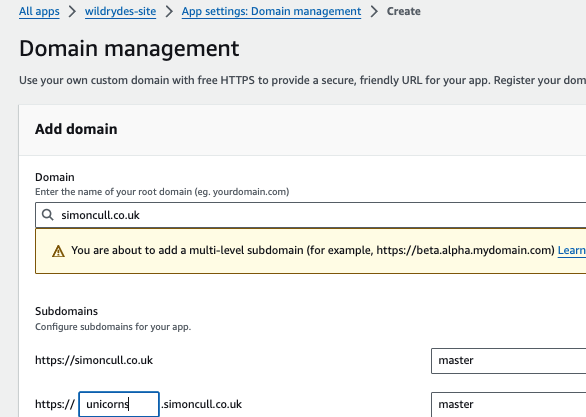 All apps > wildrydes-site > App settings: Domain management > Create
Domain management
Use your own custom domain with free HTTPS to provide a secure, friendly URL for your app. Register your dom
Add domain
Domain
Enter the name of your root domain (eg. yourdomain.com)
simoncull.co.uk
You are about to add a multi-level subdomain (for example, https://beta.alpha.mydomain.com) Learn
Subdomains
Configure subdomains for your app.
https://simoncull.co.uk master
https:// unicorns .simoncull.co.uk master